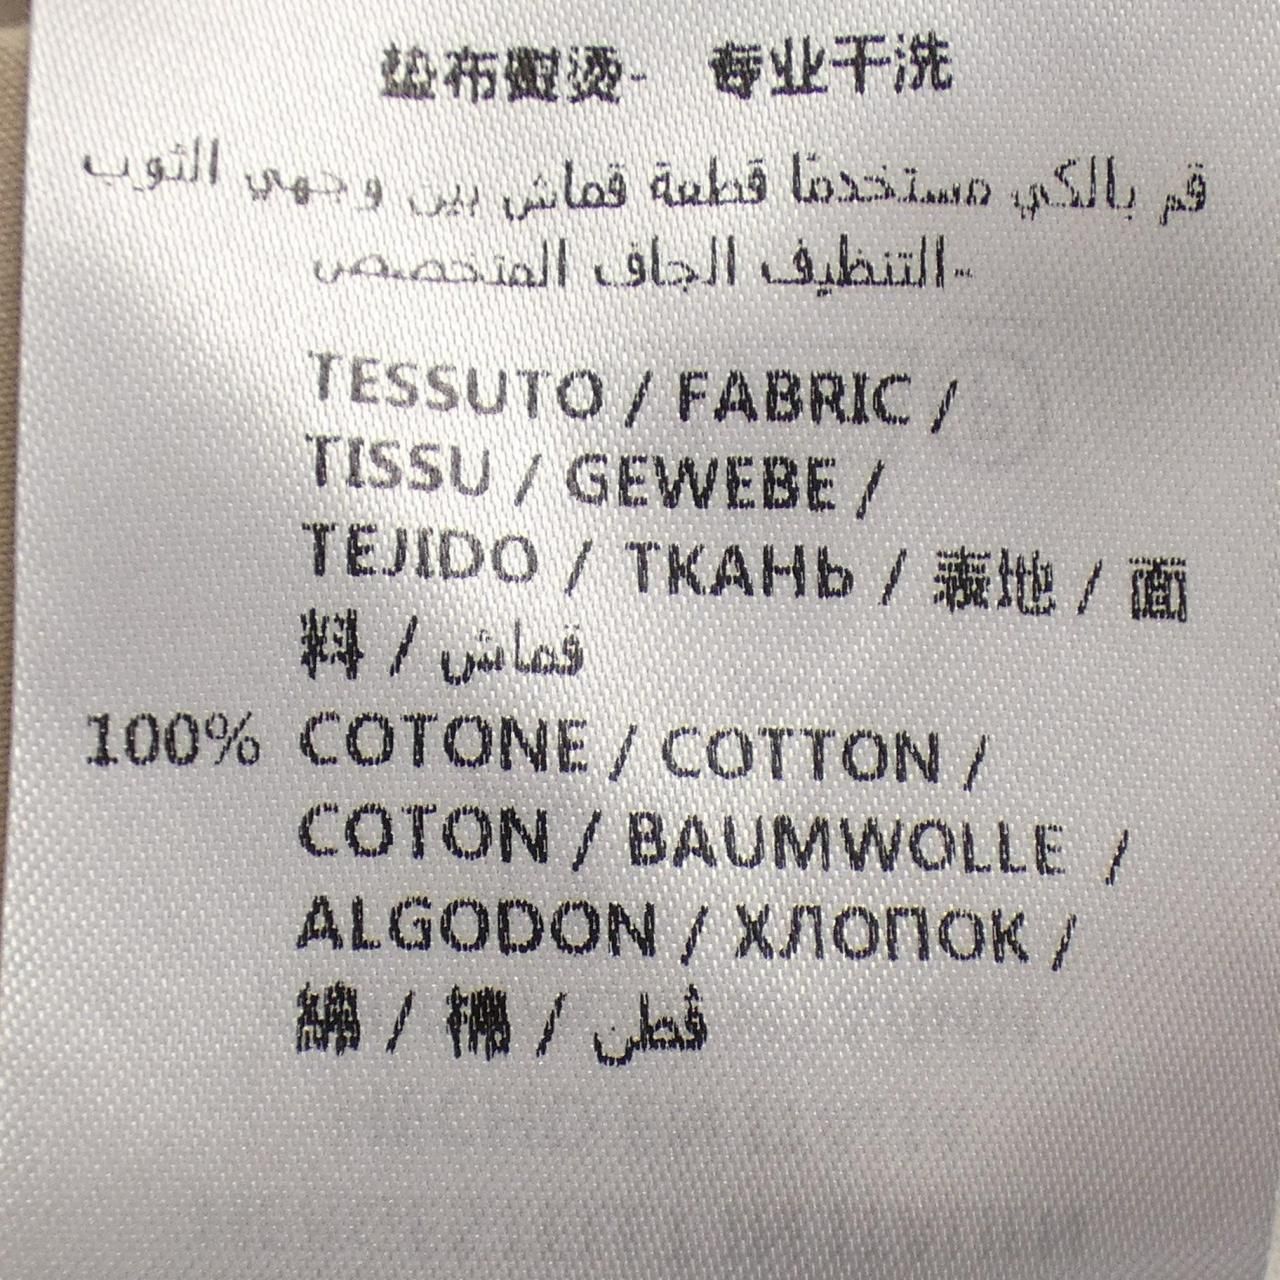 垫布熨烫- 专业干洗
قم بالكي مستخدمًا قطعة قماش بين وجهي الثوب
-التنظيف الجاف المتخصص
TESSUTO / FABRIC /
TISSU / GEWEBE /
TEJIDO / ТКАНЬ / 表地 / 面
料 / قماش
100% COTONE / COTTON /
COTON / BAUMWOLLE /
ALGODON / ХЛОПОК /
綿 / 棉 / قطن